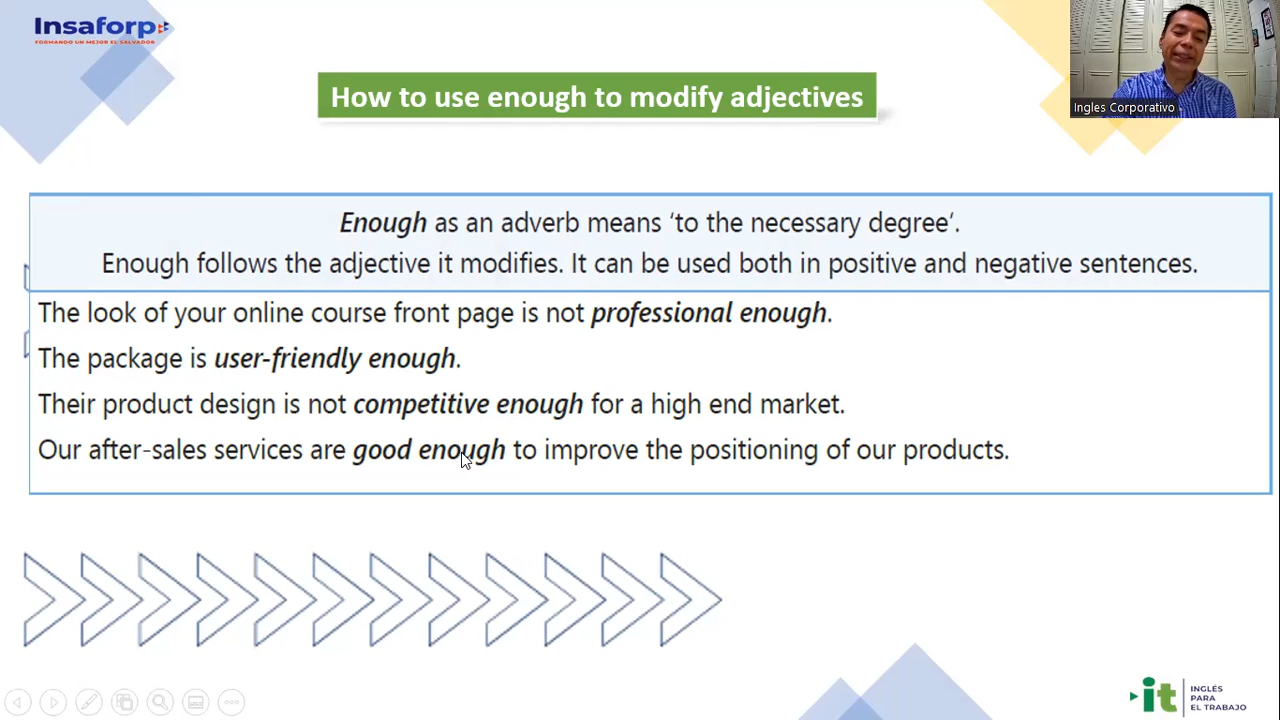 Insaforp
FORMANDO UN MEJOR EL SALVADOR
How to use enough to modify adjectives
Ingles Corporativo
Enough as an adverb means ‘to the necessary degree’.
Enough follows the adjective it modifies. It can be used both in positive and negative sentences.
The look of your online course front page is not professional enough.
The package is user-friendly enough.
Their product design is not competitive enough for a high end market.
Our after-sales services are good enough to improve the positioning of our products.
it
INGLÉS
PARA
EL TRABAJO